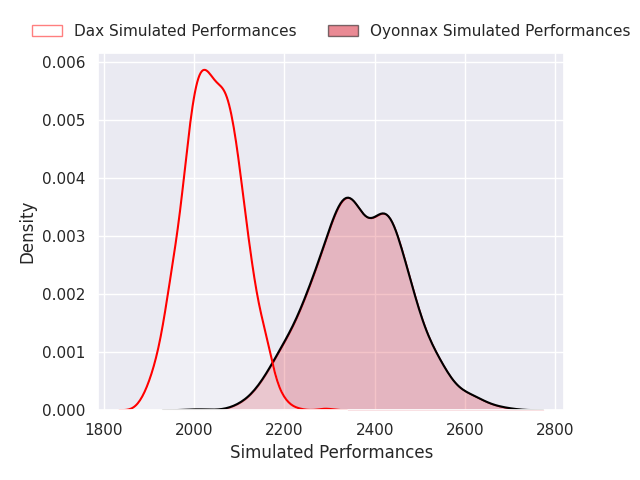 Dax Simulated Performances Oyonnax Simulated Performances
0.006
0.005
0.004
0.003
0.002
0.001
0.000
Density
1800 2000 2200 2400 2600 2800
Simulated Performances